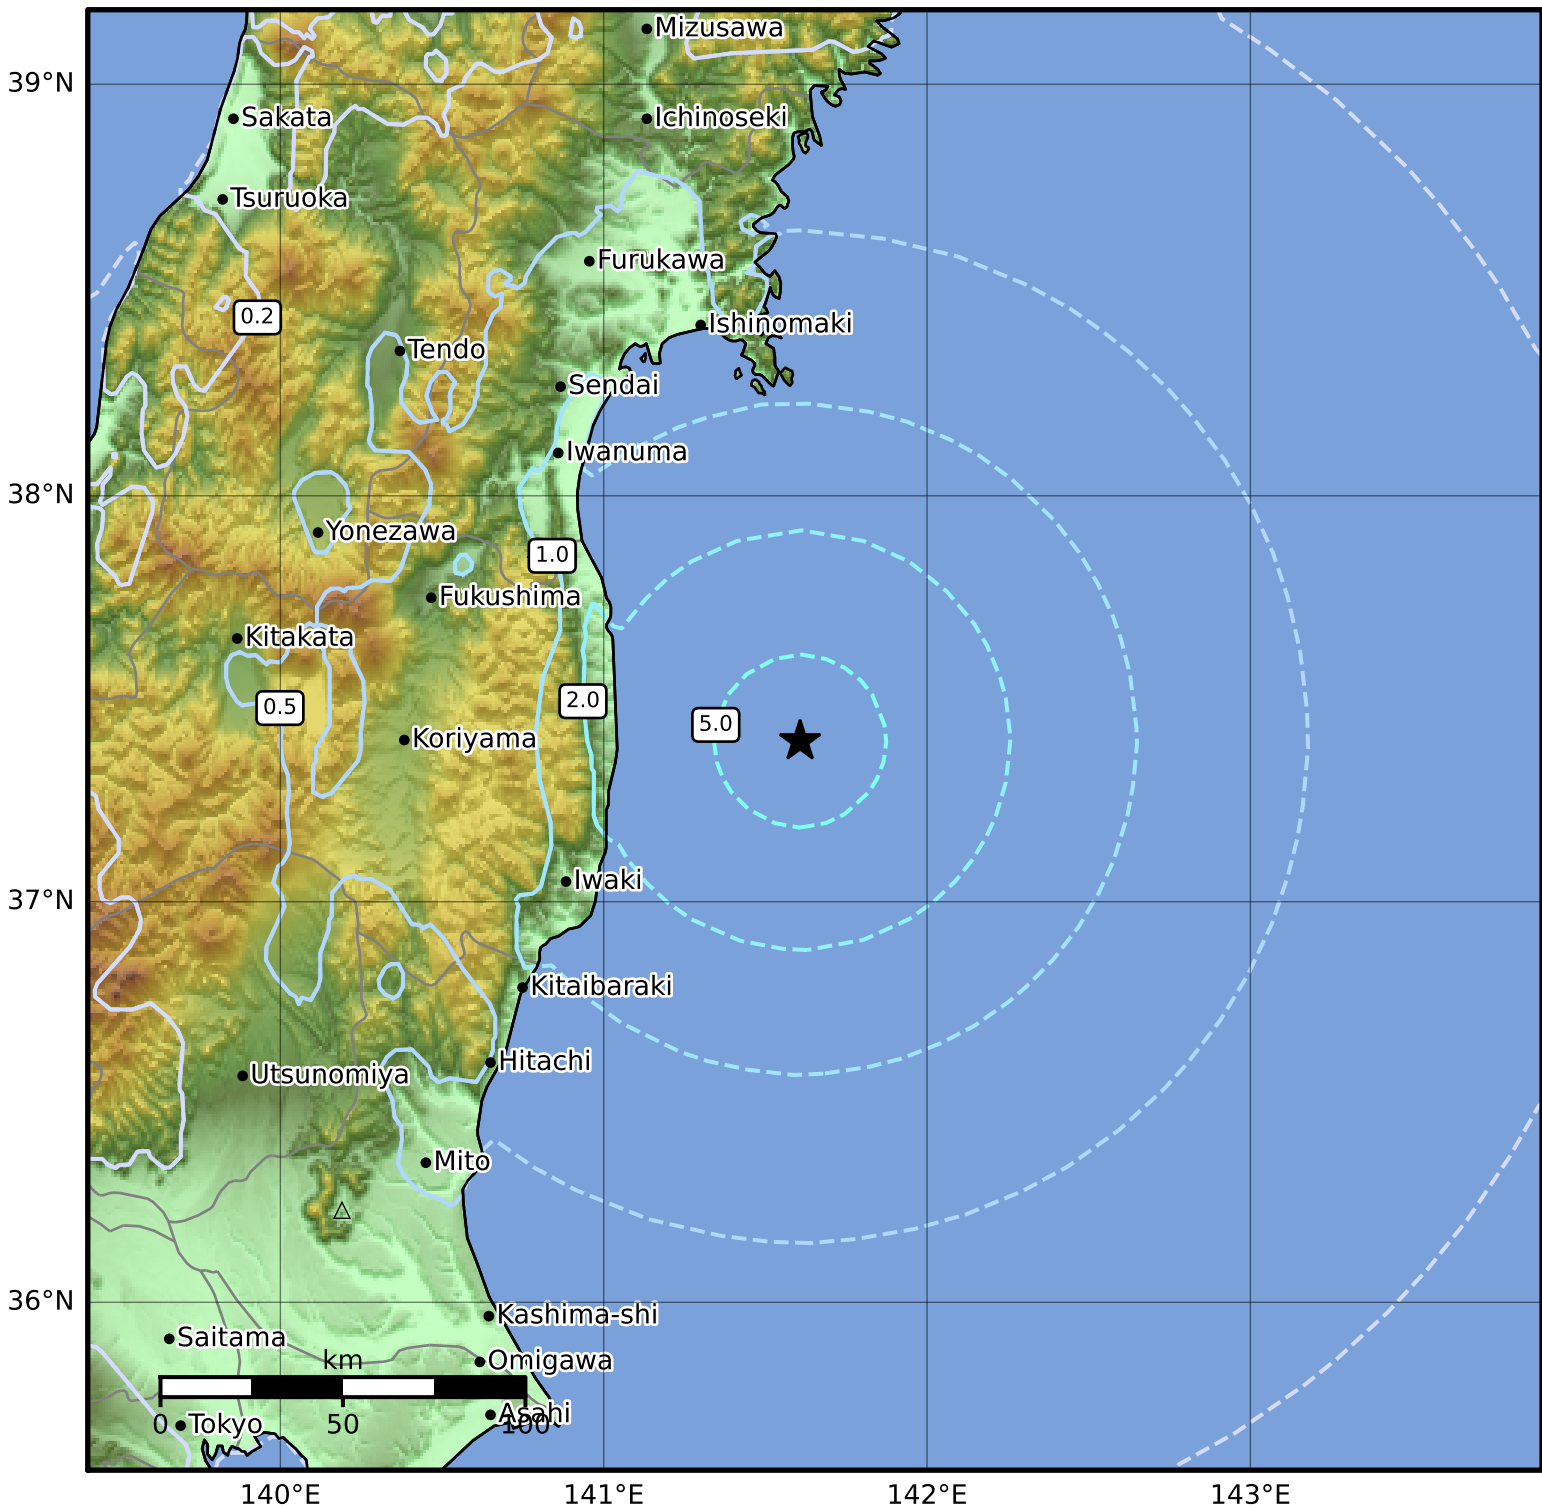 Mizusawa
39°N
Sakata
Ichinoseki
Tsuruoka
Furukawa
0.2
Ishinomaki
Tendo
Sendai
Iwanuma
38°N
Yonezawa
1.0
Fukushima
Kitakata
2.0
0.5
5.0
Koriyama
Iwaki
37°N
Kitaibaraki
Hitachi
Utsunomiya
Mito
36°N
Kashima-shi
Saitama
km
Omigawa
Asahi
0 50 100
Tokyo
140°E 141°E 142°E 143°E